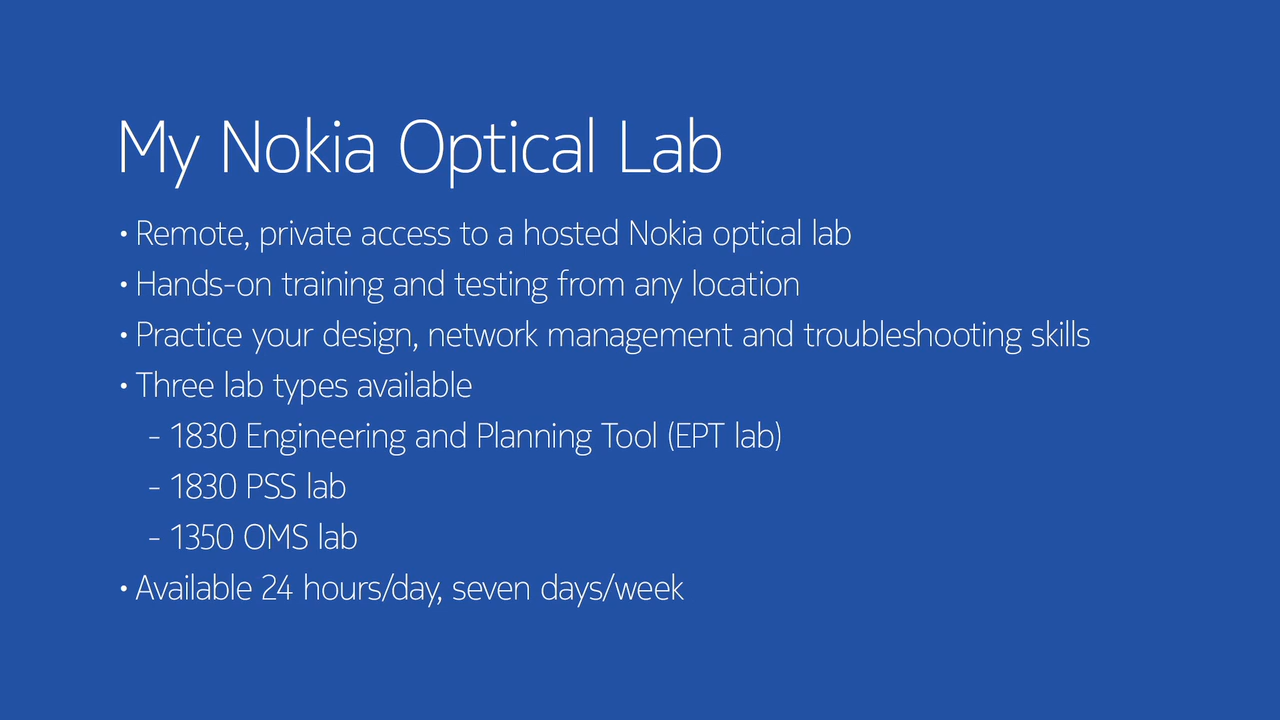 My Nokia Optical Lab
• Remote, private access to a hosted Nokia optical lab
• Hands-on training and testing from any location
• Practice your design, network management and troubleshooting skills
• Three lab types available
- 1830 Engineering and Planning Tool (EPT lab)
- 1830 PSS lab
- 1350 OMS lab
• Available 24 hours/day, seven days/week